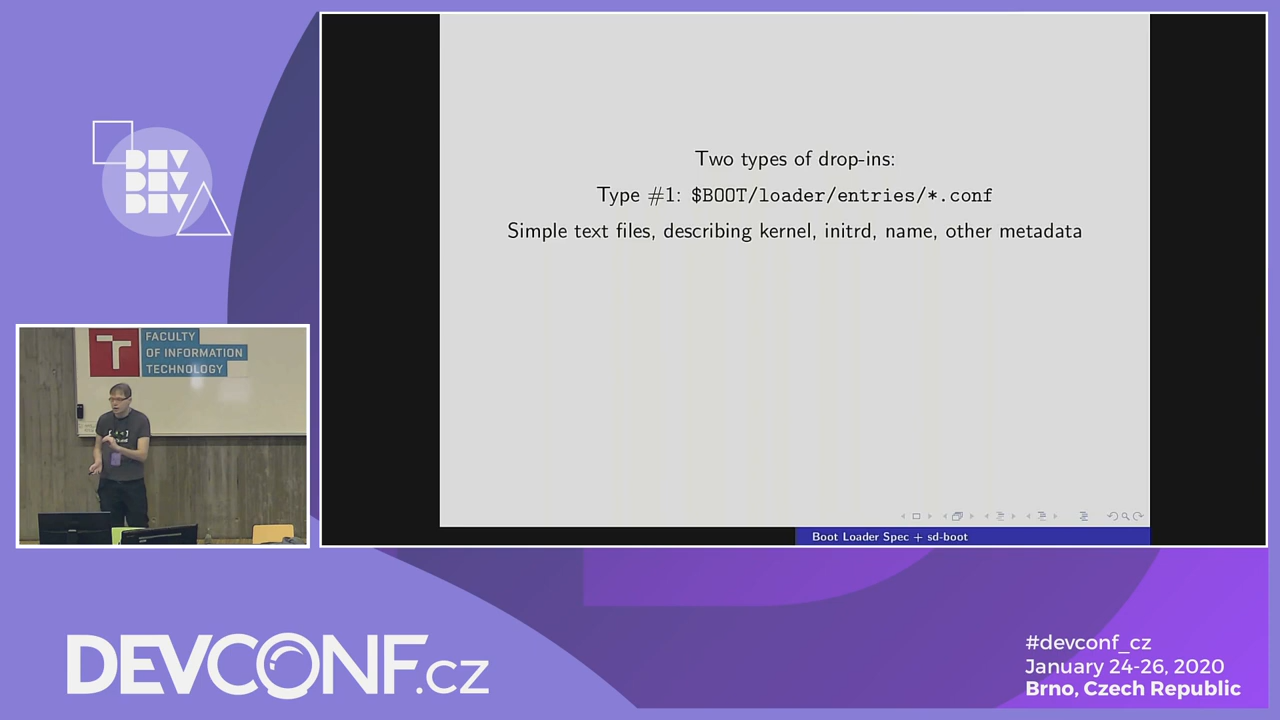 DEV
DEV
DEV
FACULTY
OF INFORMATION
TECHNOLOGY
Two types of drop-ins:
Type #1: $BOOT/loader/entries/*.conf
Simple text files, describing kernel, initrd, name, other metadata
Boot Loader Spec + sd-boot
DEVCONF.cz
#devconf_cz
January 24-26, 2020
Brno, Czech Republic